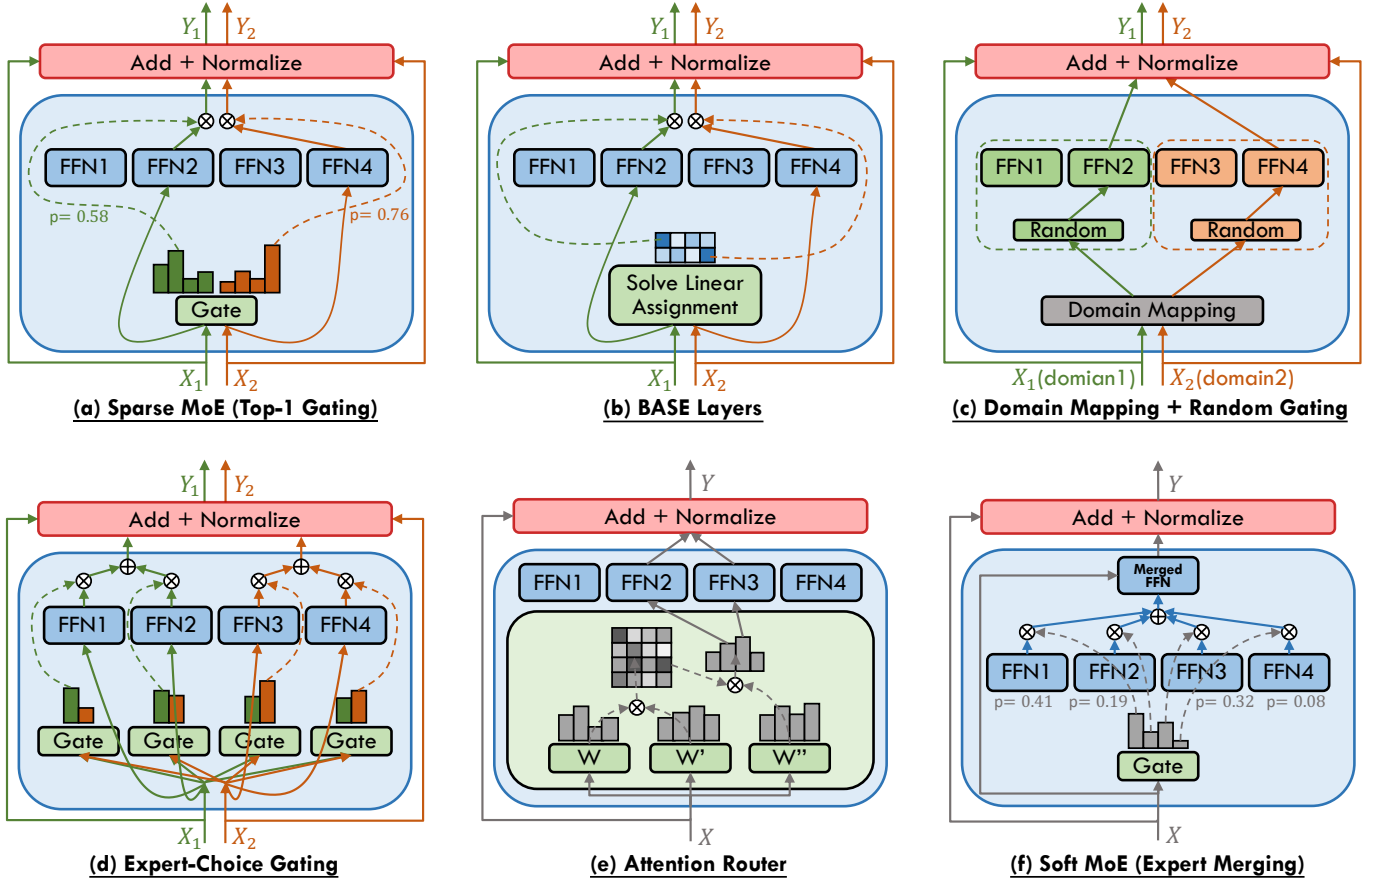 Y1 Y2
Add + Normalize
FFN1 FFN2 FFN3 FFN4
p= 0.58 p= 0.76
Gate
X1 X2
(a) Sparse MoE (Top-1 Gating)
Y1 Y2
Add + Normalize
FFN1 FFN2 FFN3 FFN4
Solve Linear
Assignment
X1 X2
(b) BASE Layers
Y1 Y2
Add + Normalize
FFN1 FFN2 FFN3 FFN4
Random Random
Domain Mapping
X1(domian1) X2(domain2)
(c) Domain Mapping + Random Gating
Y1 Y2
Add + Normalize
FFN1 FFN2 FFN3 FFN4
Gate Gate Gate Gate
X1 X2
(d) Expert-Choice Gating
Y
Add + Normalize
FFN1 FFN2 FFN3 FFN4
W W' W''
X
(e) Attention Router
Y
Add + Normalize
Merged
FFN
FFN1 FFN2 FFN3 FFN4
p= 0.41 p= 0.19 p= 0.32 p= 0.08
Gate
X
(f) Soft MoE (Expert Merging)